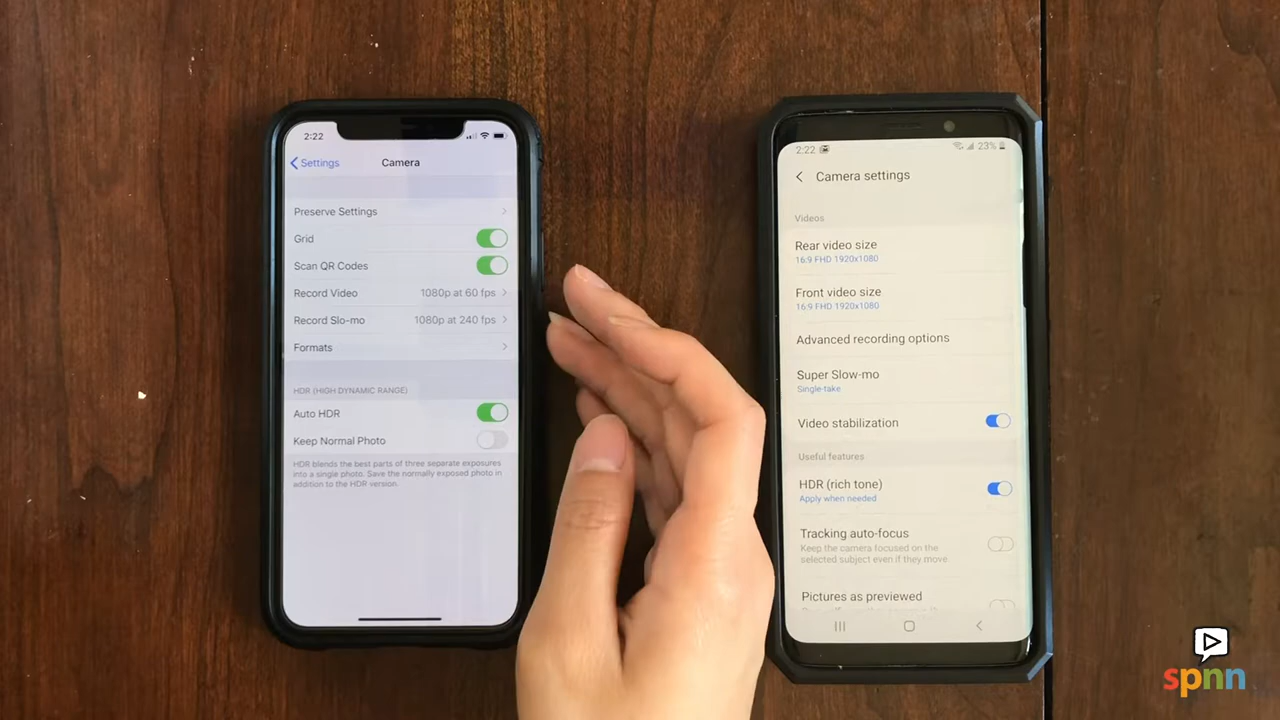 2:22
Settings
Camera
Preserve Settings
Grid
Scan QR Codes
Record Video 1080p at 60 fps
Record Slo-mo 1080p at 240 fps
Formats
HDR (HIGH DYNAMIC RANGE)
Auto HDR
Keep Normal Photo
HDR blends the best parts of three separate exposures
into a single photo. Save the normally exposed photo in
addition to the HDR version.
2:22
23%
Camera settings
Videos
Rear video size
16:9 FHD 1920x1080
Front video size
16:9 FHD 1920x1080
Advanced recording options
Super Slow-mo
Single-take
Video stabilization
Useful features
HDR (rich tone)
Apply when needed
Tracking auto-focus
Keep the camera focused on the
selected subject even if they move.
Pictures as previewed
spnn